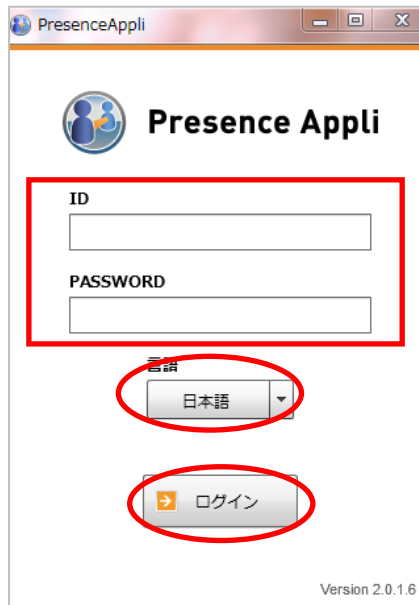 PresenceAppli
Presence Appli
ID
PASSWORD
言語
日本語
ログイン
Version 2.0.1.6